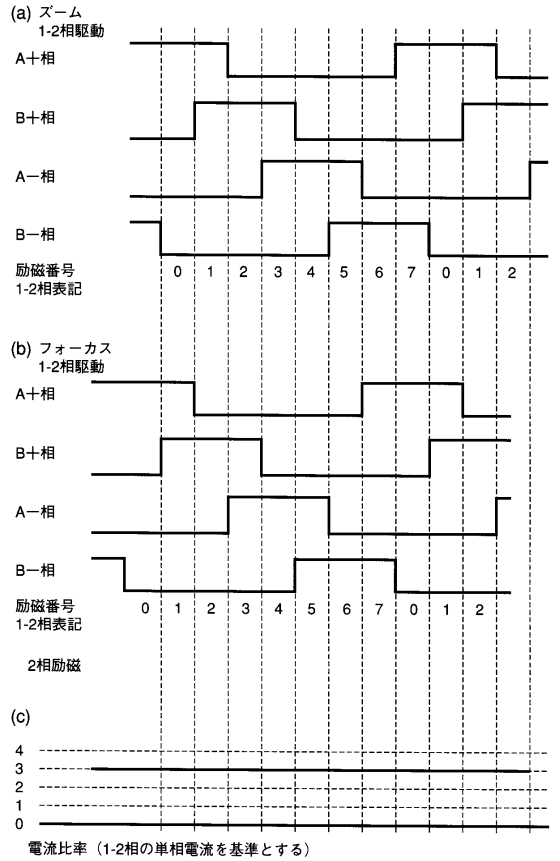 (a) ズーム
1-2相駆動
A＋相
B＋相
A－相
B－相
励磁番号 0 1 2 3 4 5 6 7 0 1 2
1-2相表記
(b) フォーカス
1-2相駆動
A＋相
B＋相
A－相
B－相
励磁番号 0 1 2 3 4 5 6 7 0 1 2
1-2相表記
2相励磁
(c)
4
3
2
1
0
電流比率（1-2相の単相電流を基準とする）